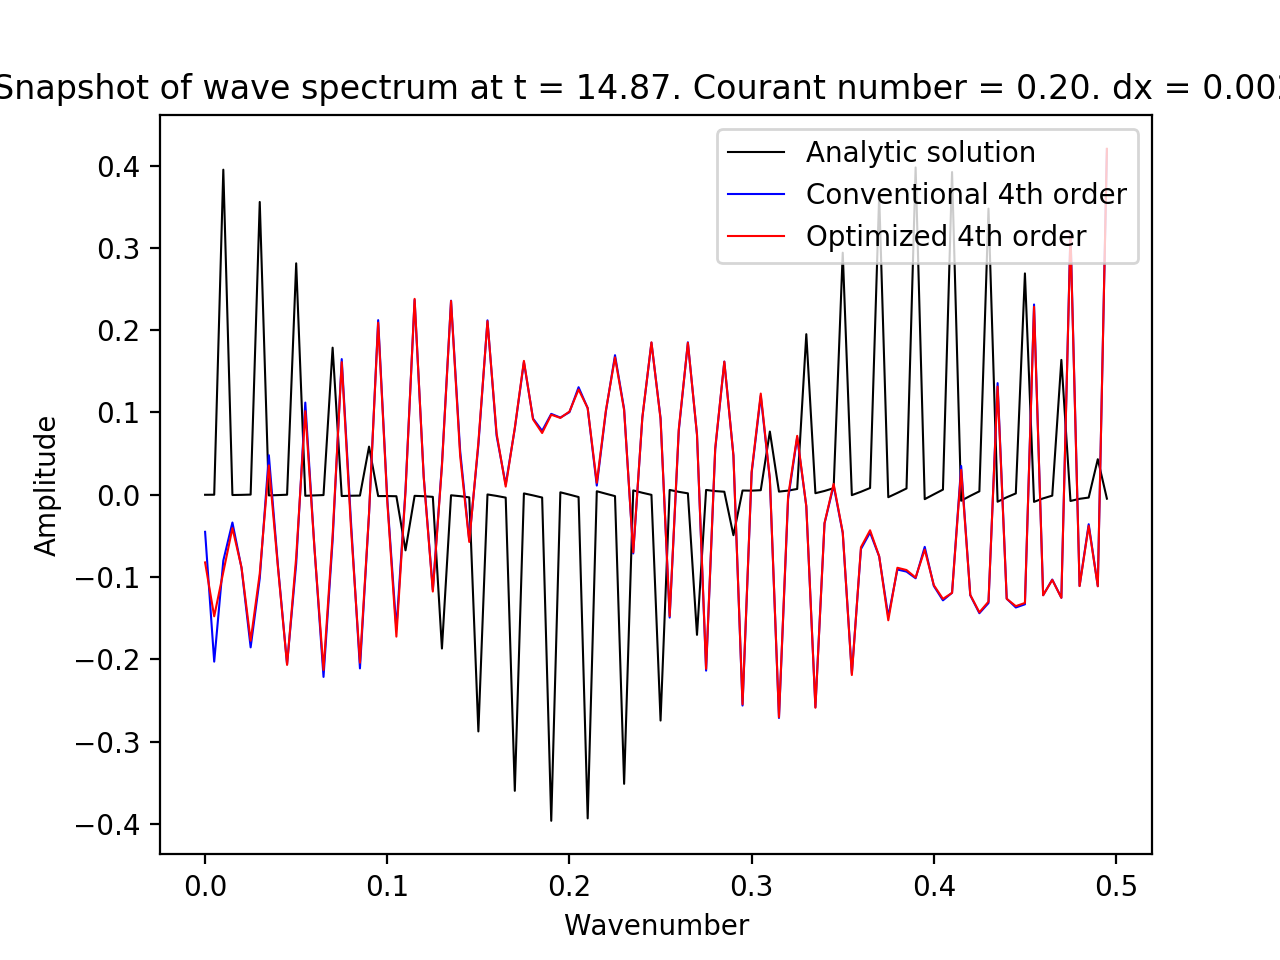 Snapshot of wave spectrum at t = 14.87. Courant number = 0.20. dx = 0.002
Analytic solution
Conventional 4th order
Optimized 4th order
0.4
0.3
0.2
0.1
0.0
−0.1
−0.2
−0.3
−0.4
Amplitude
0.0 0.1 0.2 0.3 0.4 0.5
Wavenumber